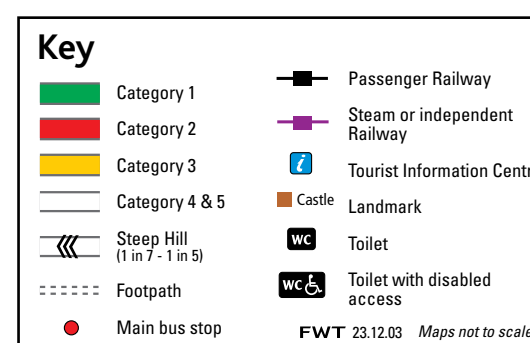 Key
Category 1
Category 2
Category 3
Category 4 & 5
Steep Hill
(1 in 7 - 1 in 5)
Footpath
Main bus stop
Passenger Railway
Steam or independent
Railway
i
Tourist Information Centr
Castle
Landmark
WC
Toilet
WC
Toilet with disabled
access
FWT 23.12.03 Maps not to scale